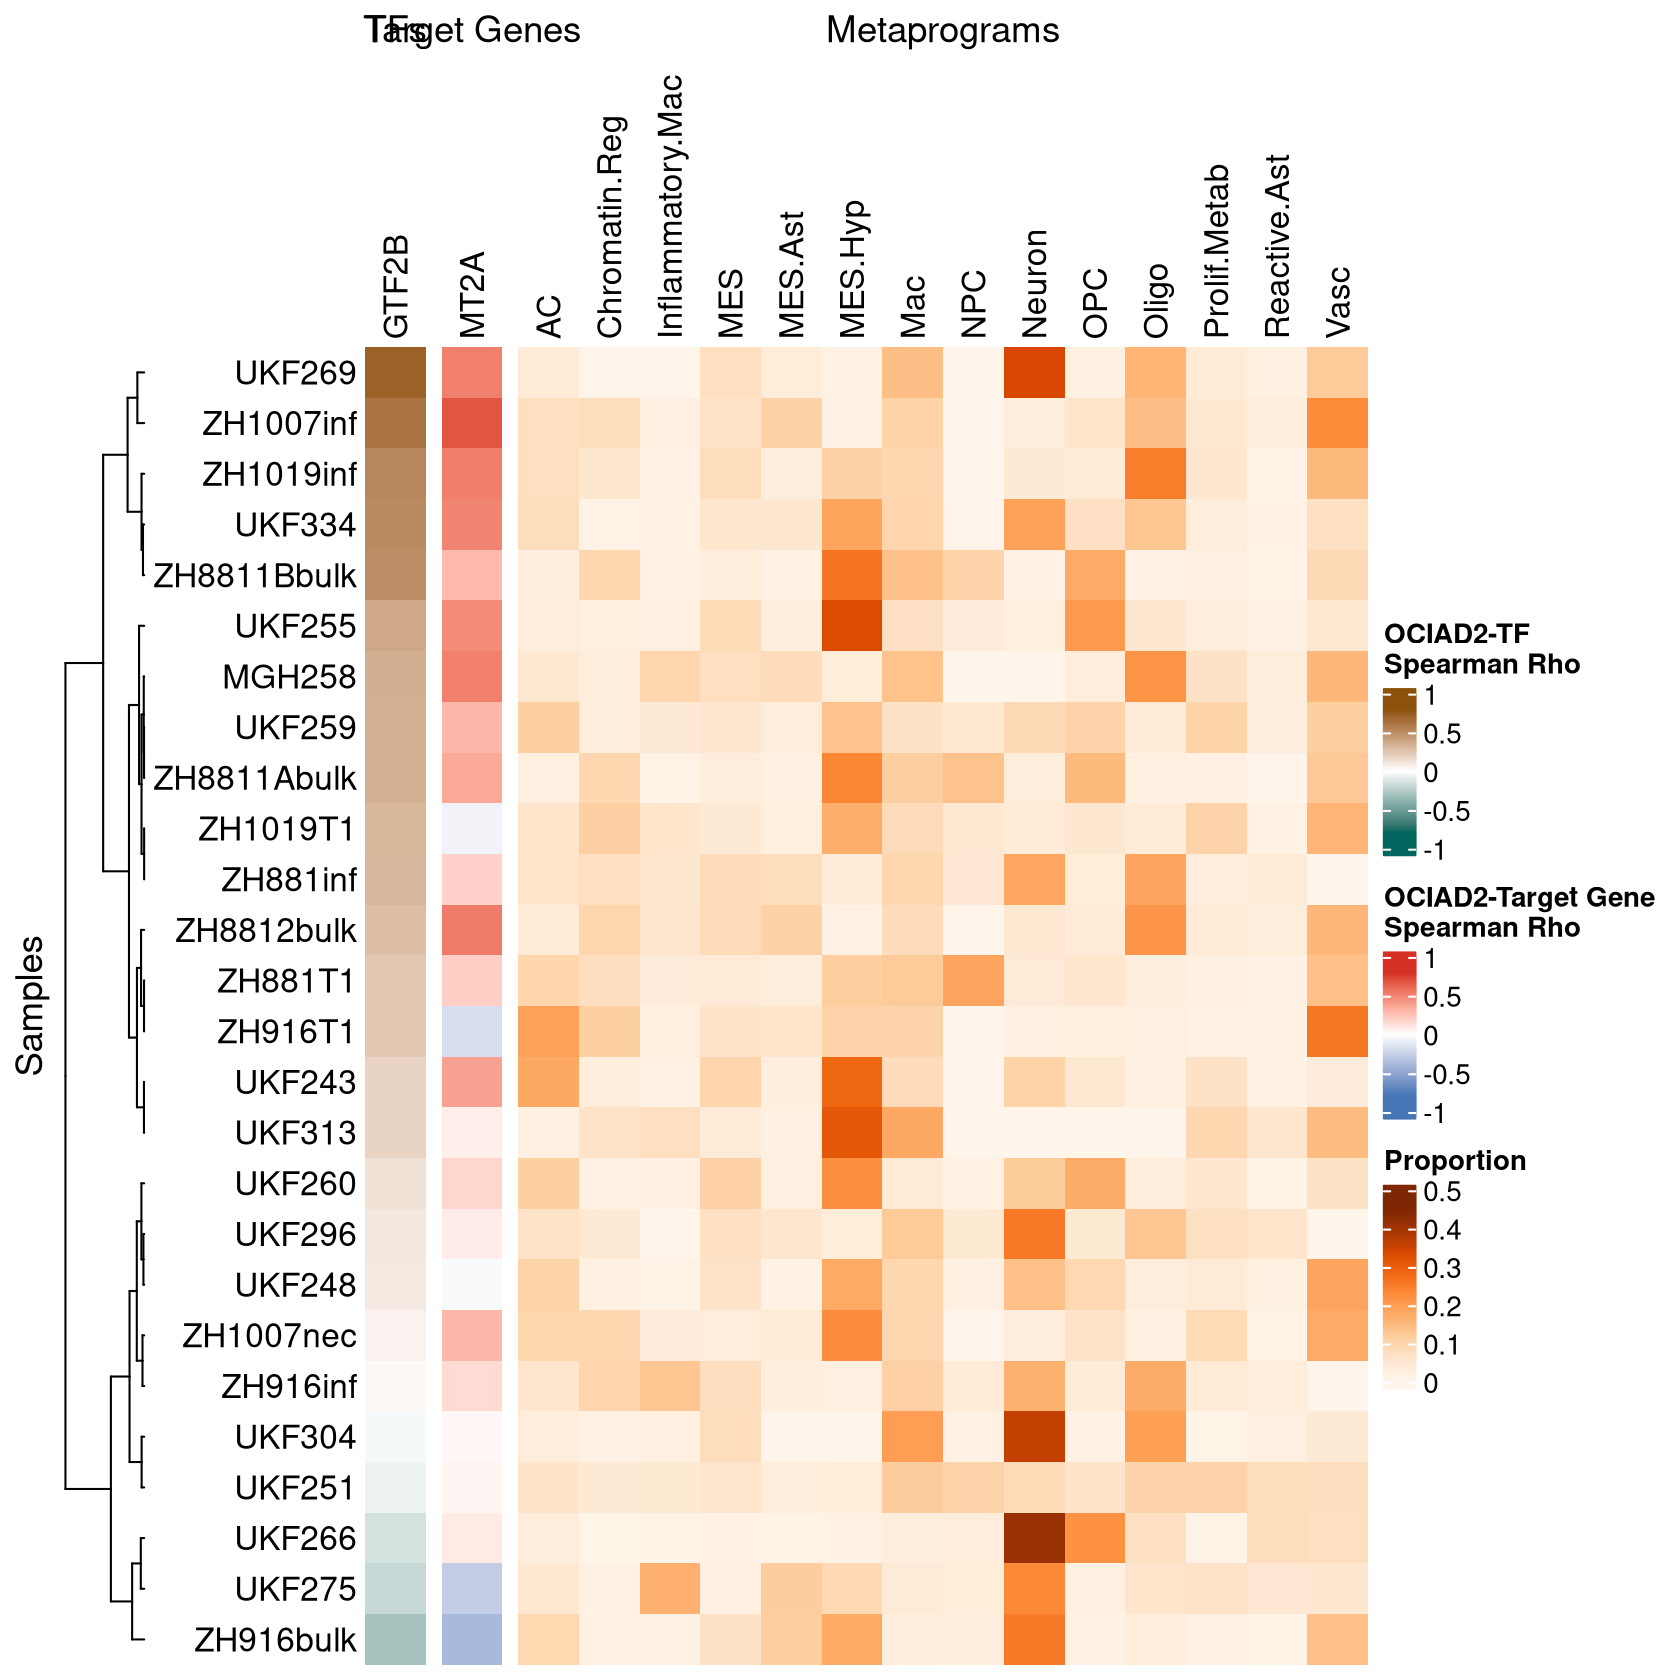 TFs
Target Genes
Metaprograms
GTF2B
MT2A
AC
Chromatin.Reg
Inflammatory.Mac
MES
MES.Ast
MES.Hyp
Mac
NPC
Neuron
OPC
Oligo
Prolif.Metab
Reactive.Ast
Vasc
Samples
UKF269
ZH1007inf
ZH1019inf
UKF334
ZH8811Bbulk
UKF255
MGH258
UKF259
ZH8811Abulk
ZH1019T1
ZH881inf
ZH8812bulk
ZH881T1
ZH916T1
UKF243
UKF313
UKF260
UKF296
UKF248
ZH1007nec
ZH916inf
UKF304
UKF251
UKF266
UKF275
ZH916bulk
OCIAD2-TF
Spearman Rho
1
0.5
0
-0.5
-1
OCIAD2-Target Gene
Spearman Rho
1
0.5
0
-0.5
-1
Proportion
0.5
0.4
0.3
0.2
0.1
0